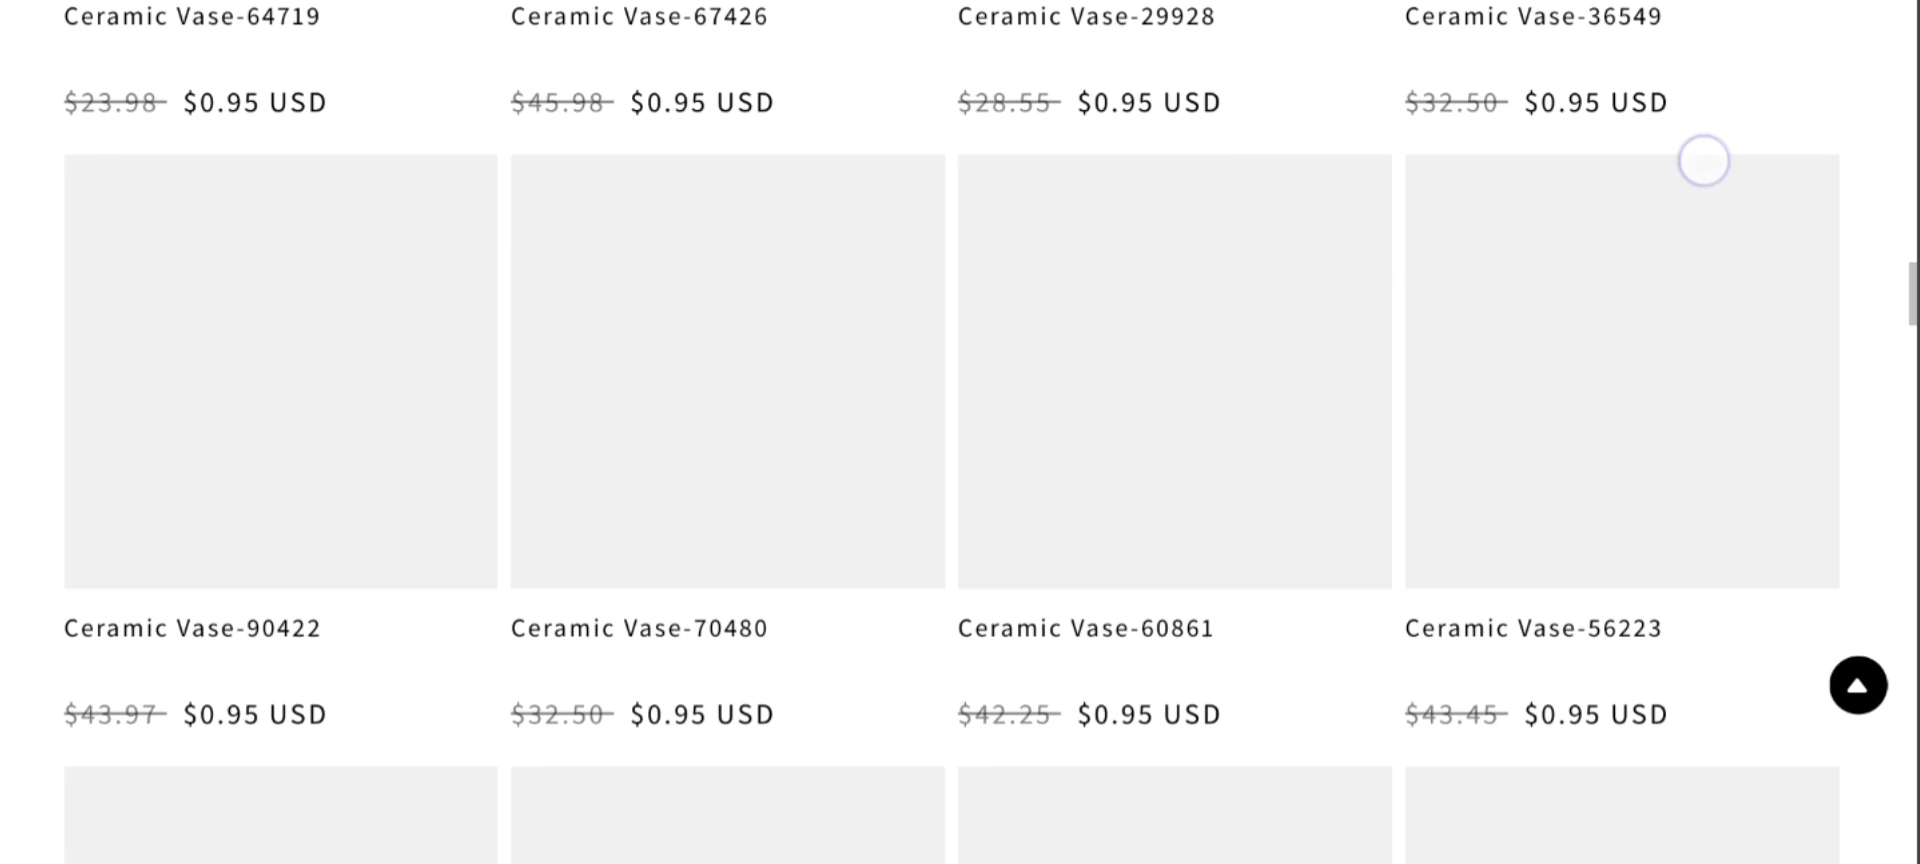 Ceramic Vase-64719 Ceramic Vase-67426 Ceramic Vase-29928 Ceramic Vase-36549
$23.98 $0.95 USD $45.98 $0.95 USD $28.55 $0.95 USD $32.50 $0.95 USD
Ceramic Vase-90422 Ceramic Vase-70480 Ceramic Vase-60861 Ceramic Vase-56223
$43.97 $0.95 USD $32.50 $0.95 USD $42.25 $0.95 USD $43.45 $0.95 USD